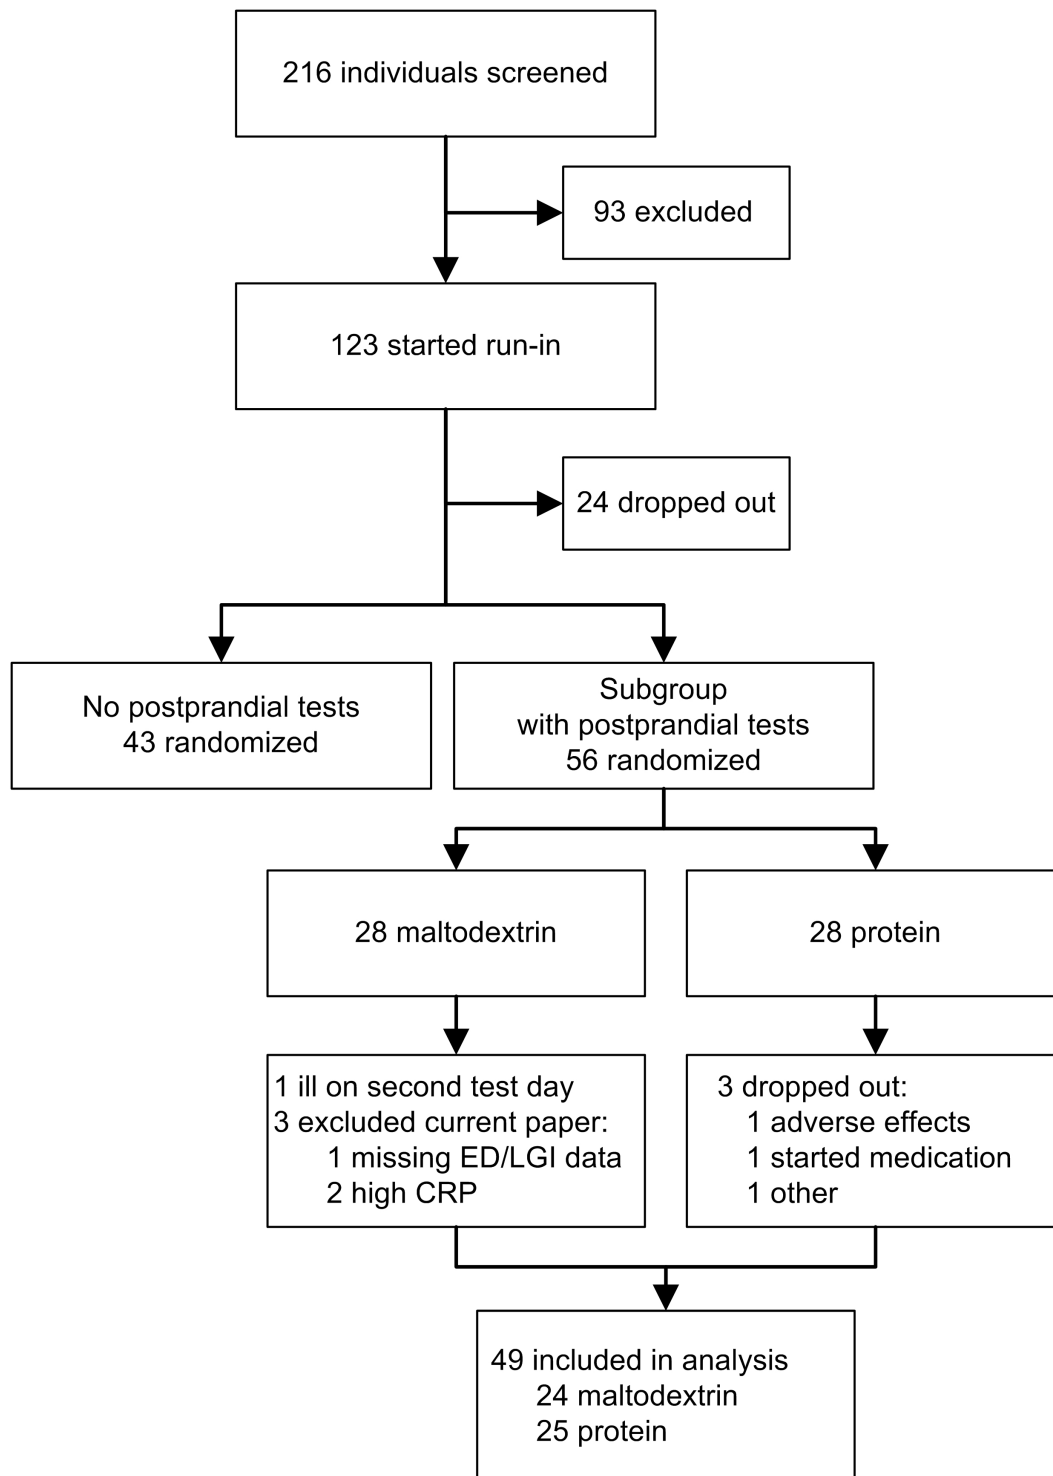 216 individuals screened
93 excluded
123 started run-in
24 dropped out
No postprandial tests
43 randomized
Subgroup
with postprandial tests
56 randomized
28 maltodextrin
28 protein
1 ill on second test day
3 excluded current paper:
1 missing ED/LGI data
2 high CRP
3 dropped out:
1 adverse effects
1 started medication
1 other
49 included in analysis
24 maltodextrin
25 protein